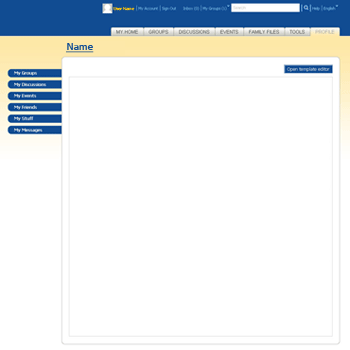 User Name My Account Sign Out Inbox (0) My Groups Search Help English
MY HOME GROUPS DISCUSSIONS EVENTS FAMILY FILES TOOLS PROFILE
Name
Open template editor
My Groups
My Discussions
My Events
My Friends
My Stuff
My Messages